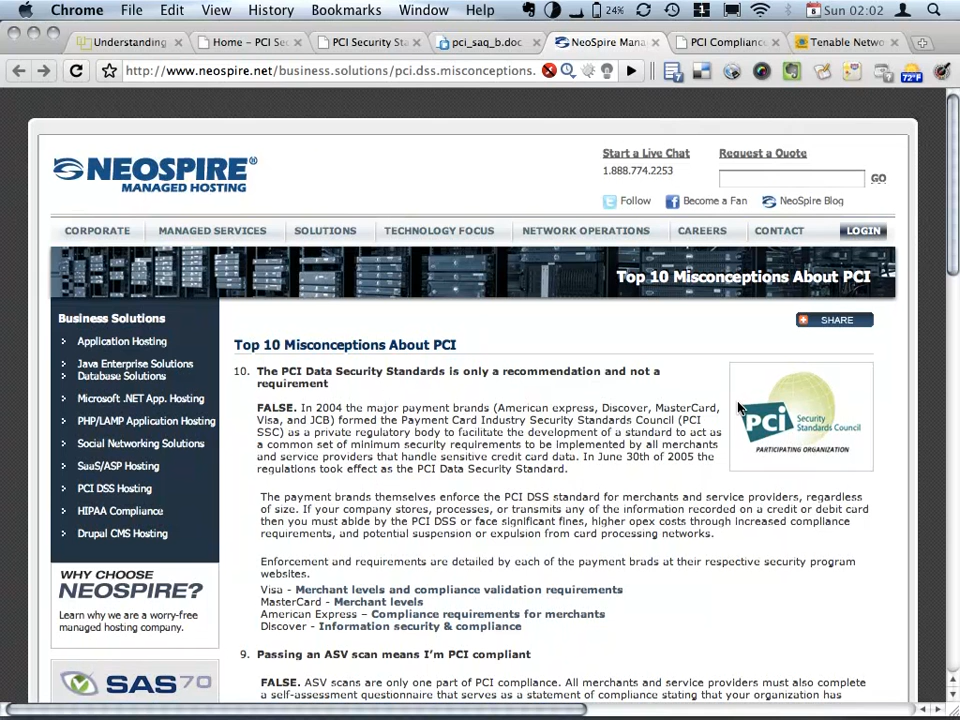 Chrome File Edit View History Bookmarks Window Help 24% 1 8 Sun 02:02
Understanding Home – PCI Sec PCI Security Sta pci_saq_b.doc NeoSpire Mana PCI Compliance Tenable Netwo
http://www.neospire.net/business.solutions/pci.dss.misconceptions. 7 72°F
NEOSPIRE®
MANAGED HOSTING
Start a Live Chat Request a Quote
1.888.774.2253 GO
Follow Become a Fan NeoSpire Blog
CORPORATE MANAGED SERVICES SOLUTIONS TECHNOLOGY FOCUS NETWORK OPERATIONS CAREERS CONTACT LOGIN
Top 10 Misconceptions About PCI
Business Solutions
Application Hosting
Java Enterprise Solutions
Database Solutions
Microsoft .NET App. Hosting
PHP/LAMP Application Hosting
Social Networking Solutions
SaaS/ASP Hosting
PCI DSS Hosting
HIPAA Compliance
Drupal CMS Hosting
WHY CHOOSE
NEOSPIRE?
Learn why we are a worry-free
managed hosting company.
SAS70
SHARE
Top 10 Misconceptions About PCI
10. The PCI Data Security Standards is only a recommendation and not a
requirement
FALSE. In 2004 the major payment brands (American express, Discover, MasterCard,
Visa, and JCB) formed the Payment Card Industry Security Standards Council (PCI
SSC) as a private regulatory body to facilitate the development of a standard to act as
a common set of minimum security requirements to be implemented by all merchants
and service providers that handle sensitive credit card data. In June 30th of 2005 the
regulations took effect as the PCI Data Security Standard.
PCI Security
Standards Council
PARTICIPATING ORGANIZATION
The payment brands themselves enforce the PCI DSS standard for merchants and service providers, regardless
of size. If your company stores, processes, or transmits any of the information recorded on a credit or debit card
then you must abide by the PCI DSS or face significant fines, higher opex costs through increased compliance
requirements, and potential suspension or expulsion from card processing networks.
Enforcement and requirements are detailed by each of the payment brads at their respective security program
websites.
Visa - Merchant levels and compliance validation requirements
MasterCard - Merchant levels
American Express – Compliance requirements for merchants
Discover - Information security & compliance
9. Passing an ASV scan means I'm PCI compliant
FALSE. ASV scans are only one part of PCI compliance. All merchants and service providers must also complete
a self-assessment questionnaire that serves as a statement of compliance stating that your organization has